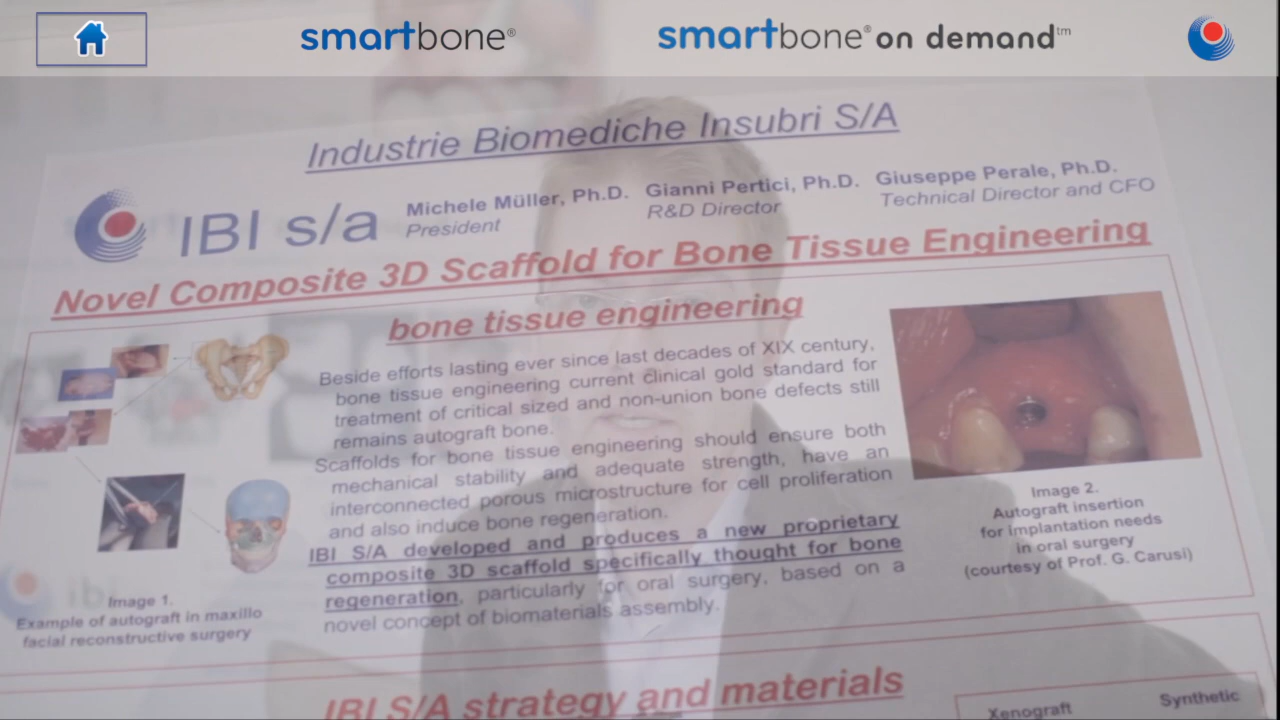 smartbone®
smartbone® on demand™
Industrie Biomediche Insubri S/A
IBI s/a
Michele Müller, Ph.D.
President
Gianni Pertici, Ph.D.
R&D Director
Giuseppe Perale, Ph.D.
Technical Director and CFO
Novel Composite 3D Scaffold for Bone Tissue Engineering
bone tissue engineering
Beside efforts lasting ever since last decades of XIX century,
bone tissue engineering current clinical gold standard for
treatment of critical sized and non-union bone defects still
remains autograft bone.
Scaffolds for bone tissue engineering should ensure both
mechanical stability and adequate strength, have an
interconnected porous microstructure for cell proliferation
and also induce bone regeneration.
IBI S/A developed and produces a new proprietary
composite 3D scaffold specifically thought for bone
regeneration, particularly for oral surgery, based on a
novel concept of biomaterials assembly.
ibi
Image 1.
Example of autograft in maxillo
facial reconstructive surgery
Image 2.
Autograft insertion
for implantation needs
in oral surgery
(courtesy of Prof. G. Carusi)
IBI S/A strategy and materials
Xenograft
Synthetic